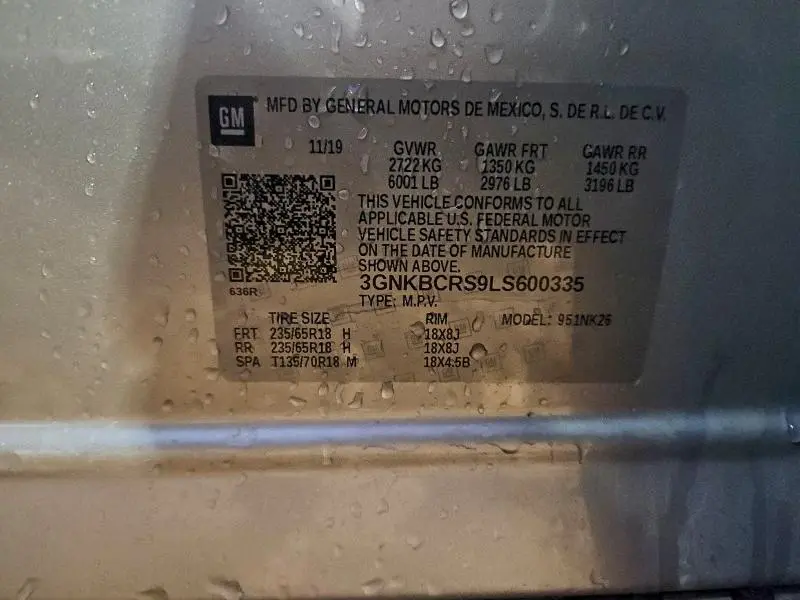 GM
MFD BY GENERAL MOTORS DE MEXICO, S. DE R.L. DE C.V.
11/19 GVWR GAWR FRT GAWR RR
2722 KG 1350 KG 1450 KG
6001 LB 2976 LB 3196 LB
THIS VEHICLE CONFORMS TO ALL
APPLICABLE U.S. FEDERAL MOTOR
VEHICLE SAFETY STANDARDS IN EFFECT
ON THE DATE OF MANUFACTURE
SHOWN ABOVE.
636R
3GNKBCRS9LS600335
TYPE: M.P.V.
TIRE SIZE RIM MODEL: 951NK26
FRT 235/65R18 H 18X8J
RR 235/65R18 H 18X8J
SPA T135/70R18 M 18X4.5B